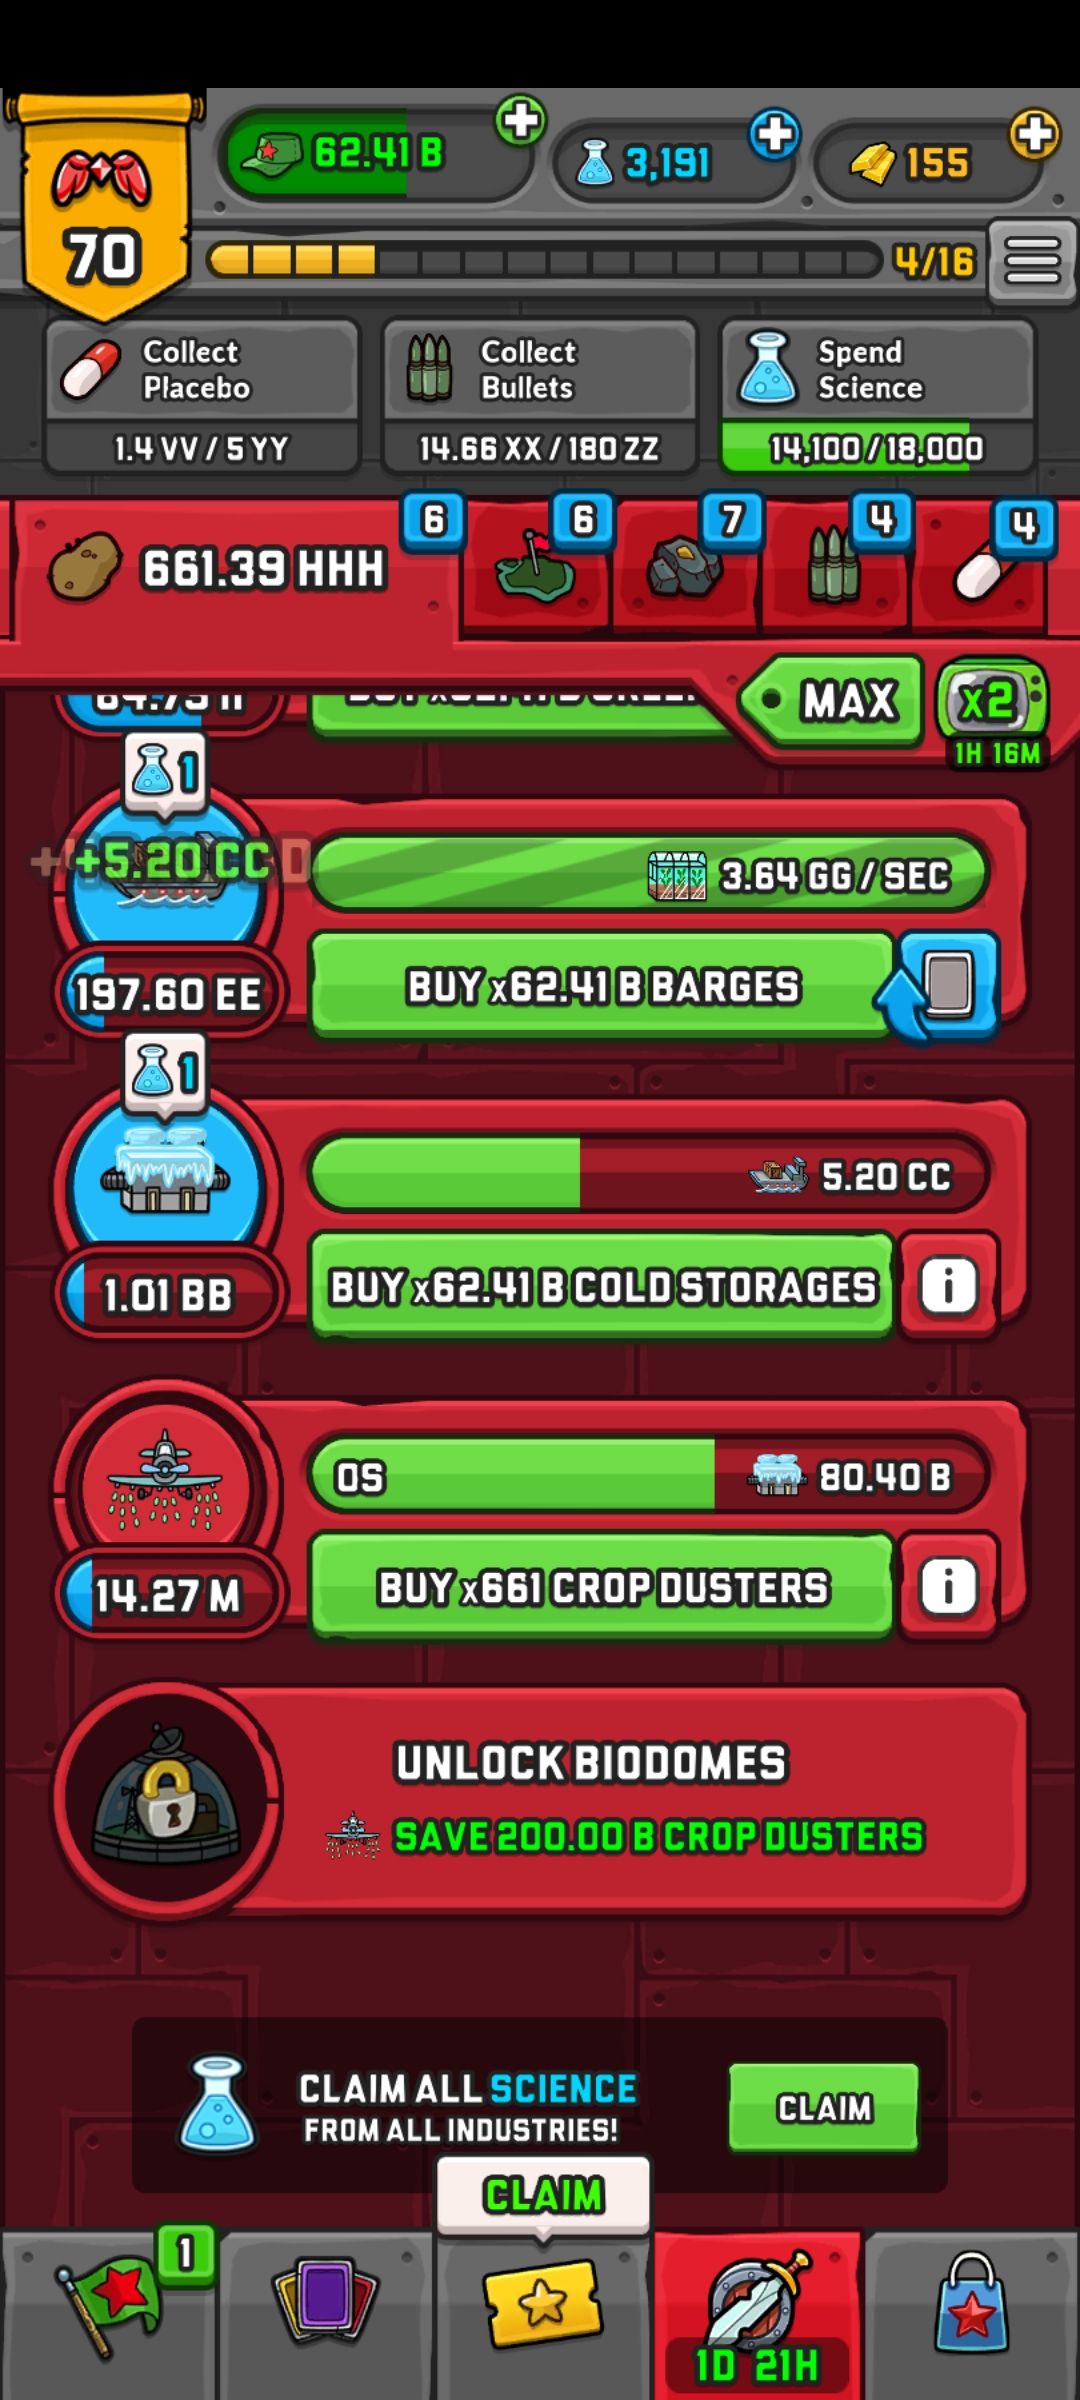 62.41 B
3,191
155
70
4/16
Collect
Placebo
1.4 VV / 5 YY
Collect
Bullets
14.66 XX / 180 ZZ
Spend
Science
14,100 / 18,000
661.39 HHH
6
6
7
4
4
MAX
x2
1H 16M
1
+5.20 CC
3.64 GG / SEC
197.60 EE
BUY x62.41 B BARGES
1
5.20 CC
1.01 BB
BUY x62.41 B COLD STORAGES
0S
80.40 B
14.27 M
BUY x661 CROP DUSTERS
UNLOCK BIODOMES
SAVE 200.00 B CROP DUSTERS
CLAIM ALL SCIENCE
FROM ALL INDUSTRIES!
CLAIM
CLAIM
1
1D 21H